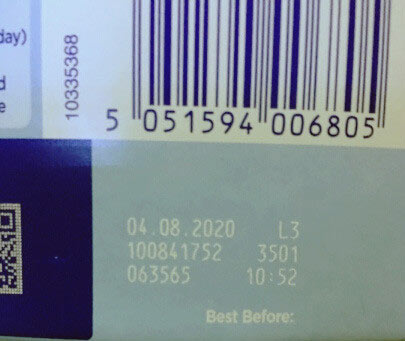 day)
d
e
10335368
5 051594 006805
04.08.2020 L3
100841752 3501
063565 10:52
Best Before: